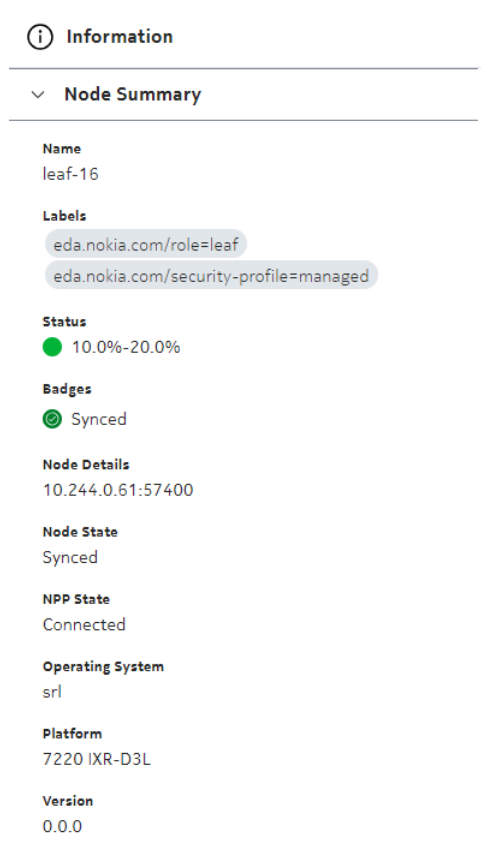 Information
Node Summary
Name
leaf-16
Labels
eda.nokia.com/role=leaf
eda.nokia.com/security-profile=managed
Status
10.0%-20.0%
Badges
Synced
Node Details
10.244.0.61:57400
Node State
Synced
NPP State
Connected
Operating System
srl
Platform
7220 IXR-D3L
Version
0.0.0